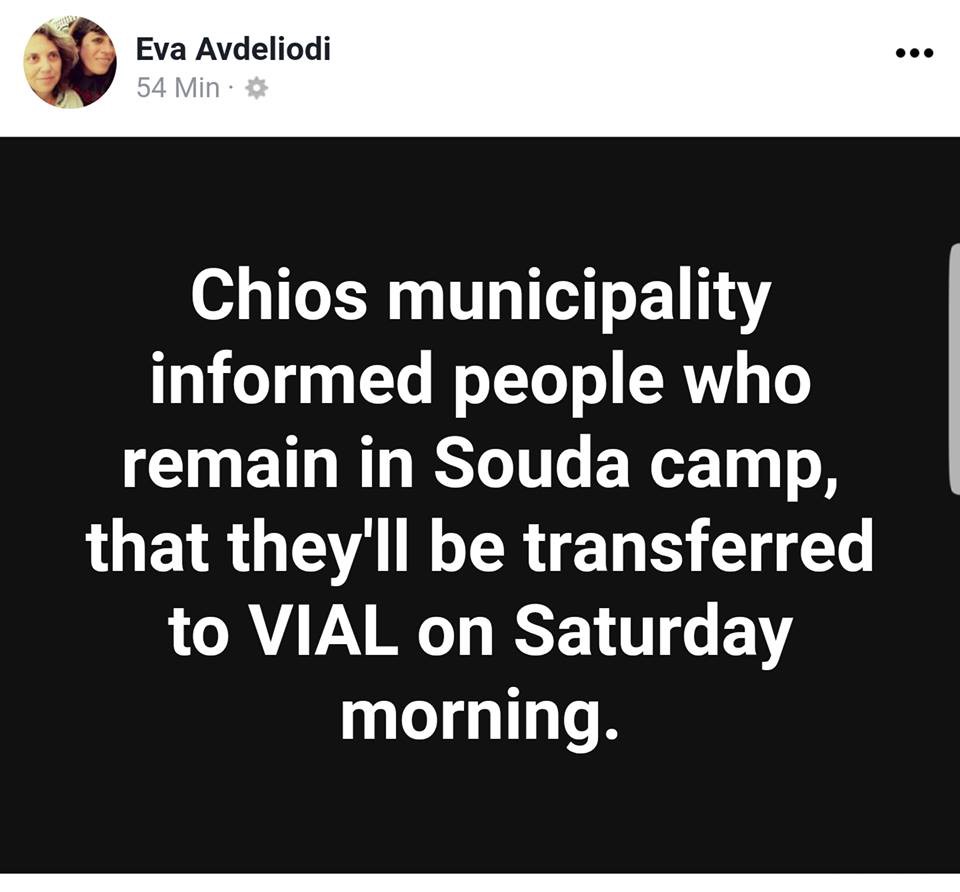 Eva Avdeliodi
54 Min ·
Chios municipality
informed people who
remain in Souda camp,
that they'll be transferred
to VIAL on Saturday
morning.